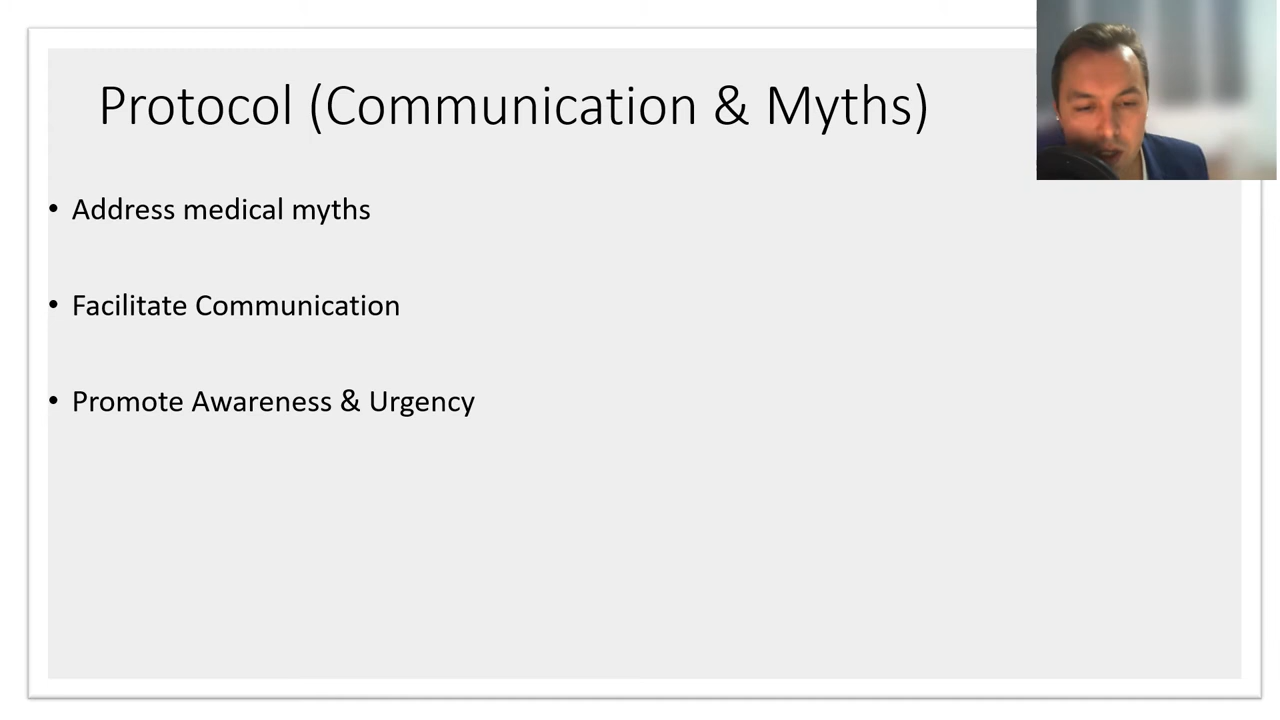 Protocol (Communication & Myths)
• Address medical myths
• Facilitate Communication
• Promote Awareness & Urgency